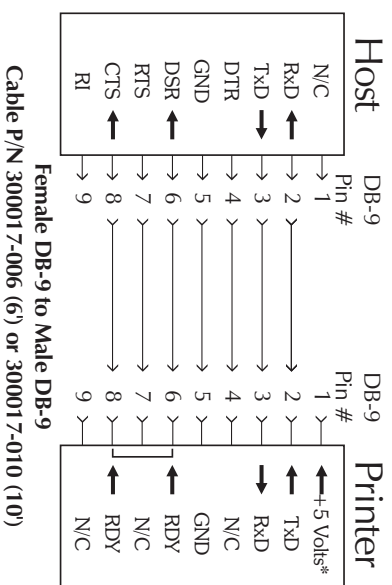 Host DB-9 DB-9 Printer
Pin # Pin #
N/C 1 1 +5 Volts*
RxD 2 2 TxD
TxD 3 3 RxD
DTR 4 4 N/C
GND 5 5 GND
DSR 6 6 RDY
RTS 7 7 N/C
CTS 8 8 RDY
RI 9 9 N/C
Female DB-9 to Male DB-9
Cable P/N 300017-006 (6') or 300017-010 (10')